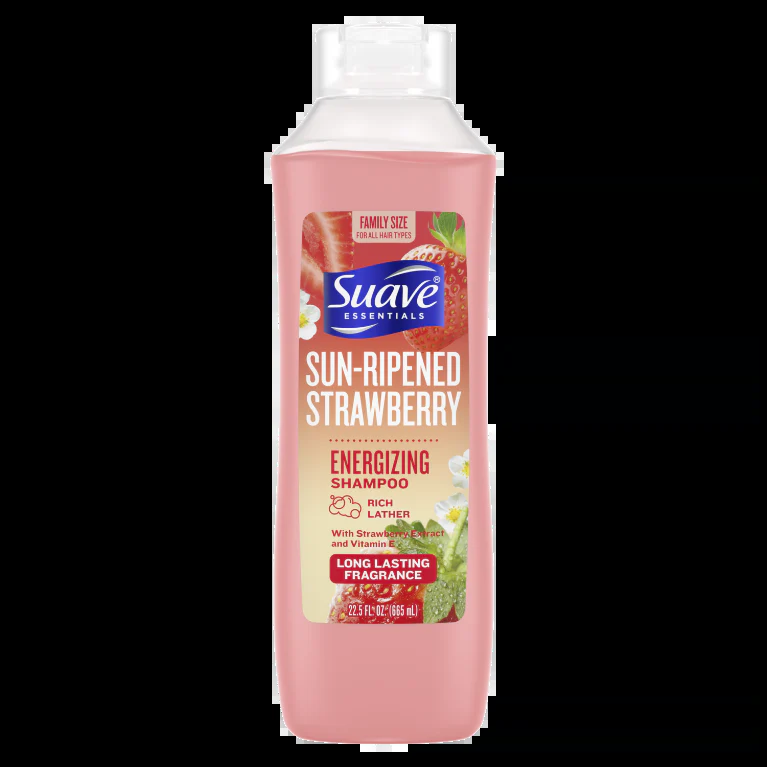 FAMILY SIZE
FOR ALL HAIR TYPES
Suave®
ESSENTIALS
SUN-RIPENED
STRAWBERRY
ENERGIZING
SHAMPOO
RICH
LATHER
With Strawberry Extract
and Vitamin E
LONG LASTING
FRAGRANCE
22.5 FL. OZ. (665 mL)